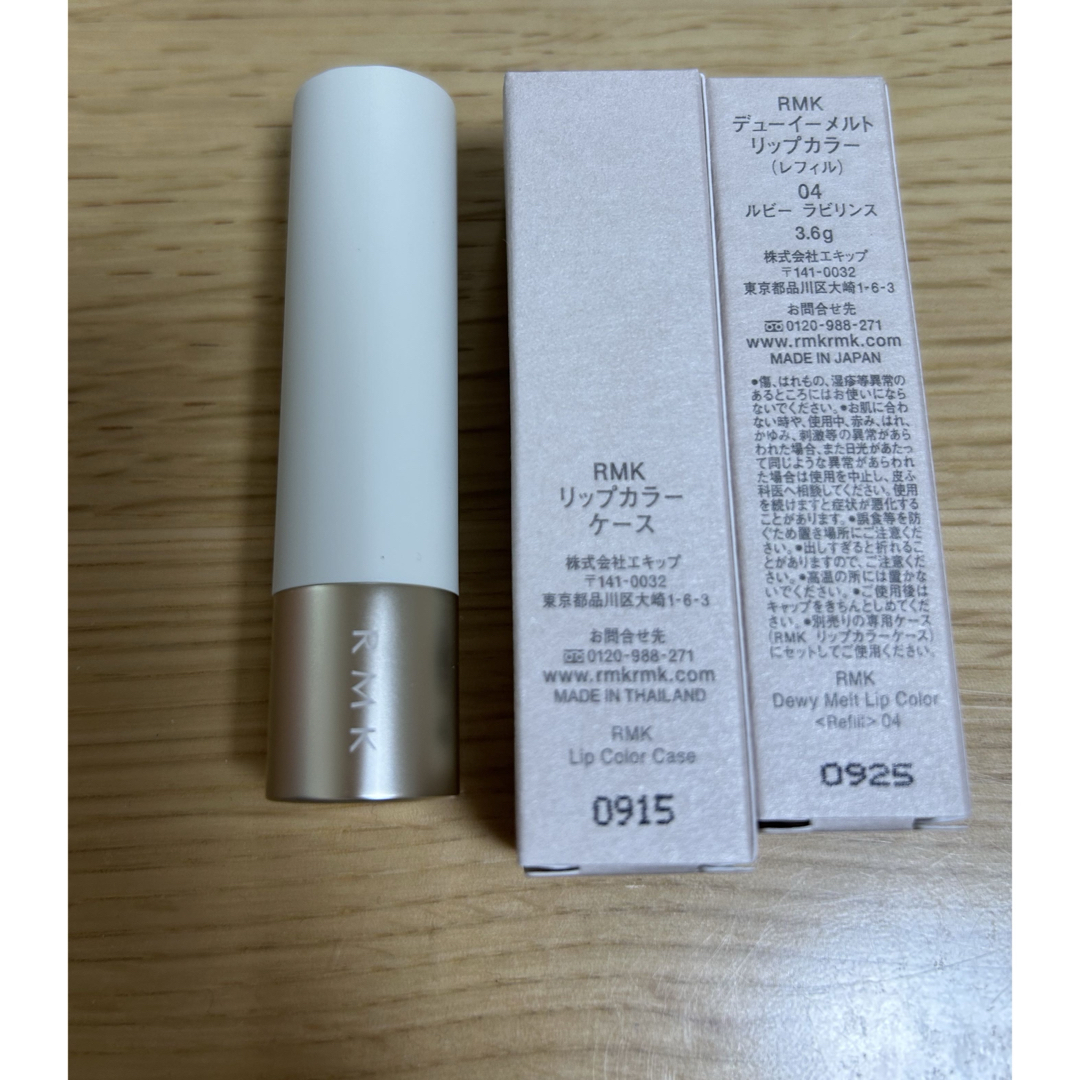 RMK
RMK
リップカラー
ケース
株式会社エキップ
〒141-0032
東京都品川区大崎1-6-3
お問合せ先
0120-988-271
www.rmkrmk.com
MADE IN THAILAND
RMK
Lip Color Case
0915
RMK
デューイーメルト
リップカラー
(レフィル)
04
ルビー ラビリンス
3.6g
株式会社エキップ
〒141-0032
東京都品川区大崎1-6-3
お問合せ先
0120-988-271
www.rmkrmk.com
MADE IN JAPAN
●傷、はれもの、湿疹等異常の
あるところにはお使いになら
ないでください。●お肌に合わ
ない時や、使用中、赤み、はれ、
かゆみ、刺激等の異常があら
われた場合、また日光があたっ
て同じような異常があらわれ
た場合は使用を中止し、皮ふ
科医へ相談してください。使用
を続けますと症状が悪化する
ことがあります。●誤食等を防
ぐため置き場所にご注意くだ
さい。●出しすぎると折れるこ
とがありますので、ご注意くだ
さい。●高温の所には置かな
いでください。●ご使用後は
キャップをきちんとしめてくだ
さい。●別売りの専用ケース
(RMK リップカラーケース)
にセットしてご使用ください。
RMK
Dewy Melt Lip Color
<Refill> 04
0925